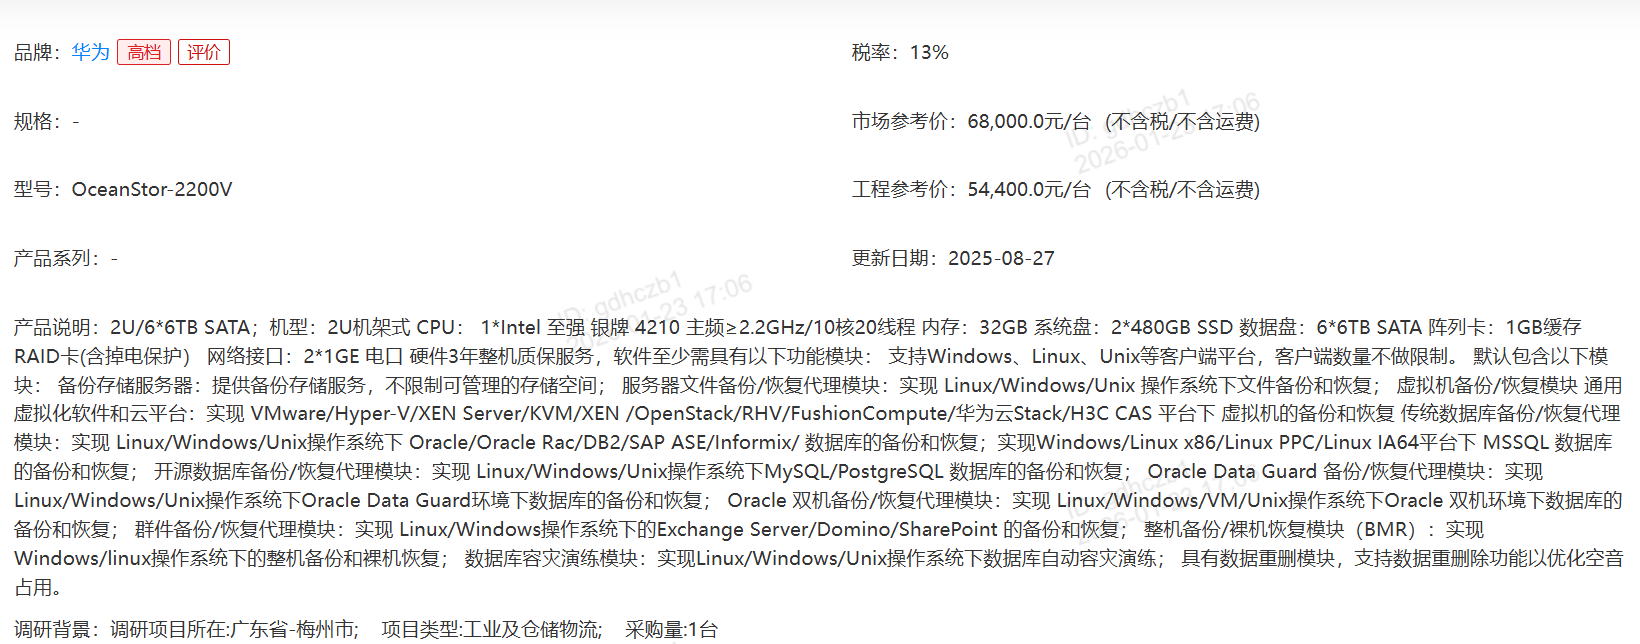 品牌：华为 高档 评价
税率：13%
规格：-
市场参考价：68,000.0元/台（不含税/不含运费）
型号：OceanStor-2200V
工程参考价：54,400.0元/台（不含税/不含运费）
产品系列：-
更新日期：2025-08-27
产品说明：2U/6*6TB SATA；机型：2U机架式 CPU： 1*Intel 至强 银牌 4210 主频≥2.2GHz/10核20线程 内存：32GB 系统盘：2*480GB SSD 数据盘：6*6TB SATA 阵列卡：1GB缓存
RAID卡(含掉电保护） 网络接口：2*1GE 电口 硬件3年整机质保服务，软件至少需具有以下功能模块： 支持Windows、Linux、Unix等客户端平台，客户端数量不做限制。 默认包含以下模
块： 备份存储服务器：提供备份存储服务，不限制可管理的存储空间； 服务器文件备份/恢复代理模块：实现 Linux/Windows/Unix 操作系统下文件备份和恢复； 虚拟机备份/恢复模块 通用
虚拟化软件和云平台：实现 VMware/Hyper-V/XEN Server/KVM/XEN /OpenStack/RHV/FushionCompute/华为云Stack/H3C CAS 平台下 虚拟机的备份和恢复 传统数据库备份/恢复代理
模块：实现 Linux/Windows/Unix操作系统下 Oracle/Oracle Rac/DB2/SAP ASE/Informix/ 数据库的备份和恢复；实现Windows/Linux x86/Linux PPC/Linux IA64平台下 MSSQL 数据库
的备份和恢复； 开源数据库备份/恢复代理模块：实现 Linux/Windows/Unix操作系统下MySQL/PostgreSQL 数据库的备份和恢复； Oracle Data Guard 备份/恢复代理模块：实现
Linux/Windows/Unix操作系统下Oracle Data Guard环境下数据库的备份和恢复； Oracle 双机备份/恢复代理模块：实现 Linux/Windows/VM/Unix操作系统下Oracle 双机环境下数据库的
备份和恢复； 群件备份/恢复代理模块：实现 Linux/Windows操作系统下的Exchange Server/Domino/SharePoint 的备份和恢复； 整机备份/裸机恢复模块（BMR）：实现
Windows/linux操作系统下的整机备份和裸机恢复； 数据库容灾演练模块：实现Linux/Windows/Unix操作系统下数据库自动容灾演练； 具有数据重删模块，支持数据重删除功能以优化空音
占用。
调研背景：调研项目所在:广东省-梅州市； 项目类型:工业及仓储物流； 采购量:1台
ID: gdhczb1
2026-01-23 17:06